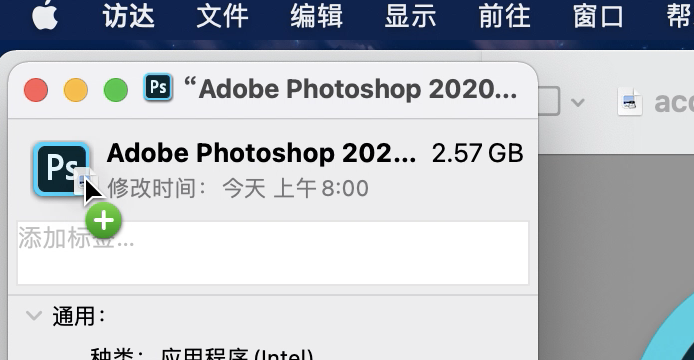 访达 文件 编辑 显示 前往 窗口 帮
“Adobe Photoshop 2020...
acc
Ps
Adobe Photoshop 202... 2.57 GB
Ps
修改时间： 今天 上午 8:00
添加标签...
通用：
种类： 应用程序 (Intel)